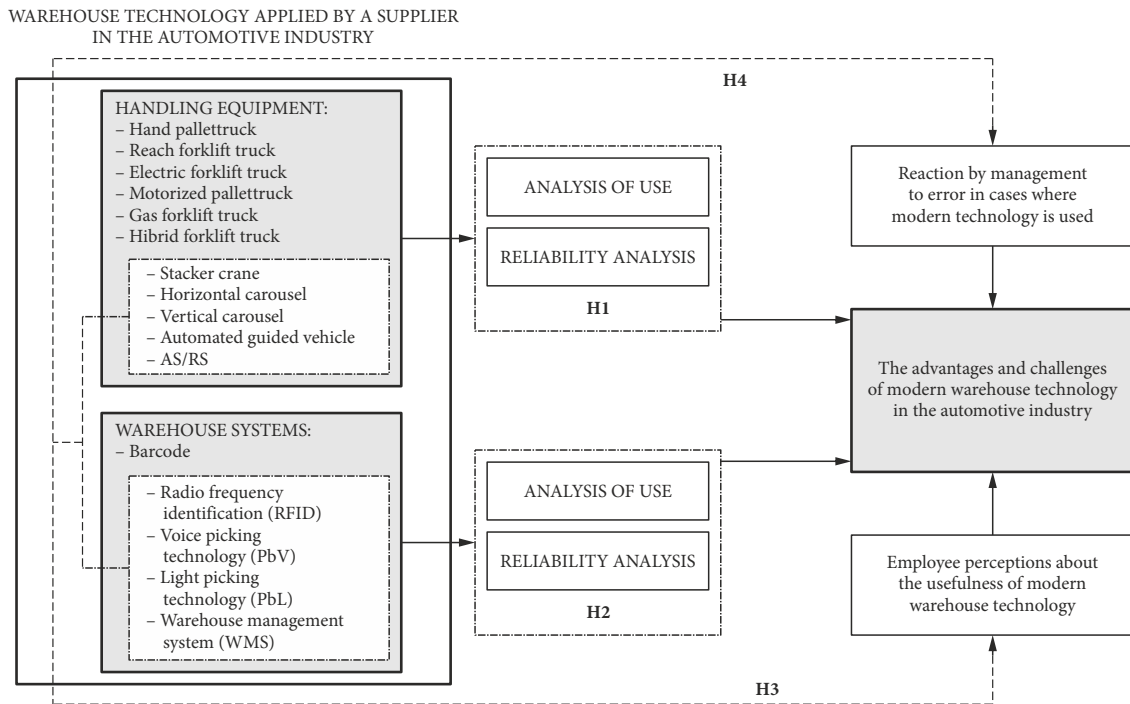 WAREHOUSE TECHNOLOGY APPLIED BY A SUPPLIER
IN THE AUTOMOTIVE INDUSTRY
H4
HANDLING EQUIPMENT:
– Hand pallettruck
– Reach forklift truck
– Electric forklift truck
– Motorized pallettruck
– Gas forklift truck
– Hibrid forklift truck
– Stacker crane
– Horizontal carousel
– Vertical carousel
– Automated guided vehicle
– AS/RS
WAREHOUSE SYSTEMS:
– Barcode
– Radio frequency
identification (RFID)
– Voice picking
technology (PbV)
– Light picking
technology (PbL)
– Warehouse management
system (WMS)
ANALYSIS OF USE
RELIABILITY ANALYSIS
H1
ANALYSIS OF USE
RELIABILITY ANALYSIS
H2
Reaction by management
to error in cases where
modern technology is used
The advantages and challenges
of modern warehouse technology
in the automotive industry
Employee perceptions about
the usefulness of modern
warehouse technology
H3